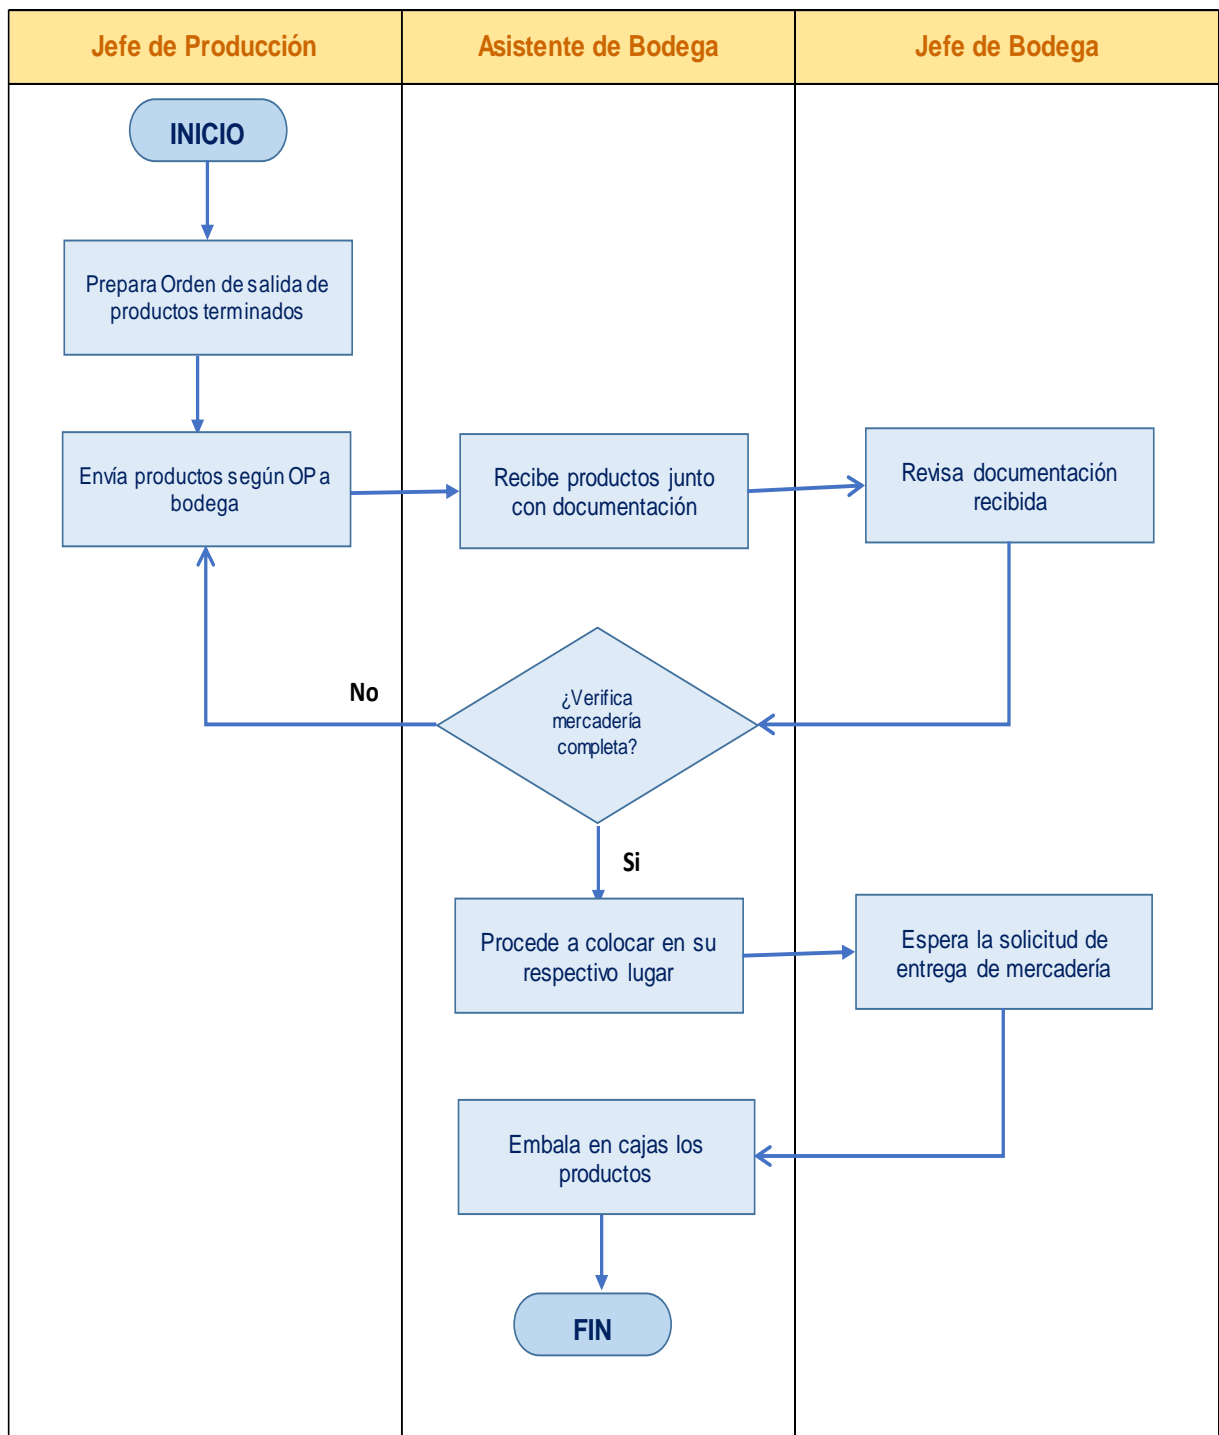 Jefe de Producción
Asistente de Bodega
Jefe de Bodega
INICIO
Prepara Orden de salida de
productos terminados
Envía productos según OP a
bodega
Recibe productos junto
con documentación
Revisa documentación
recibida
No
¿Verifica
mercadería
completa?
Si
Procede a colocar en su
respectivo lugar
Espera la solicitud de
entrega de mercadería
Embala en cajas los
productos
FIN